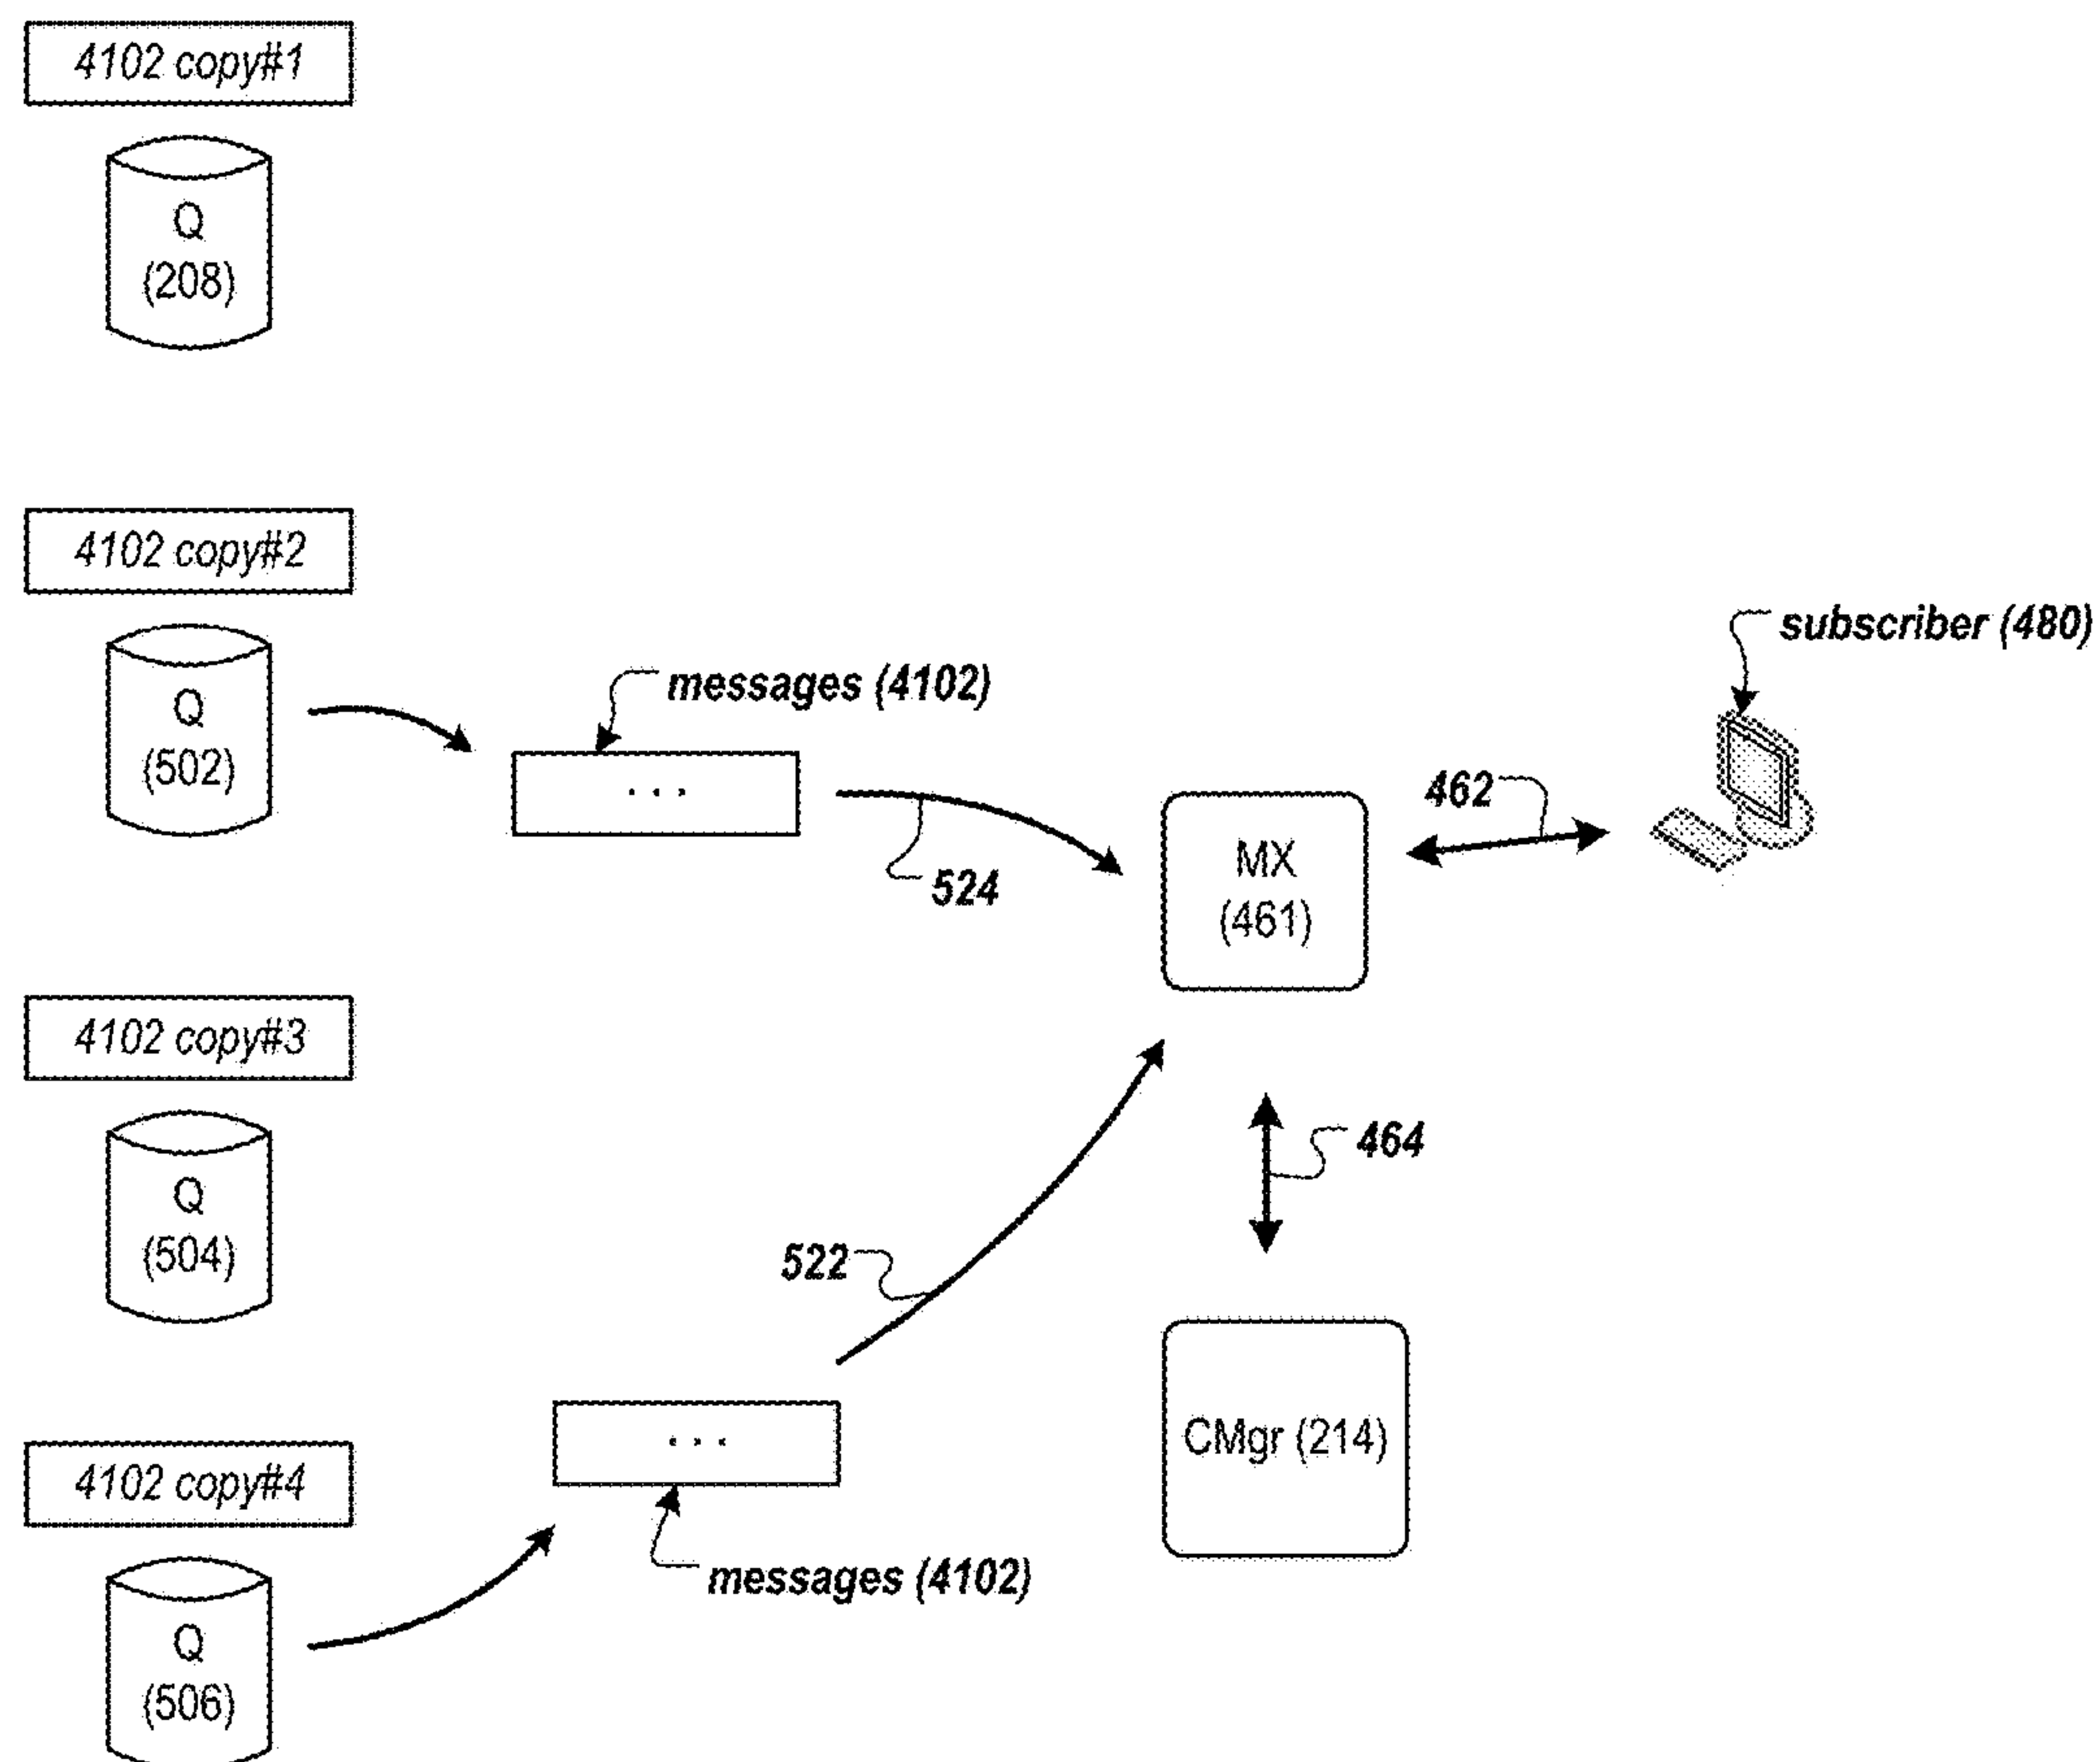 4102 copy#1
Q
(208)
4102 copy#2
Q
(502)
messages (4102)
...
524
MX
(461)
462
subscriber (480)
4102 copy#3
Q
(504)
464
522
CMgr (214)
...
messages (4102)
4102 copy#4
Q
(506)